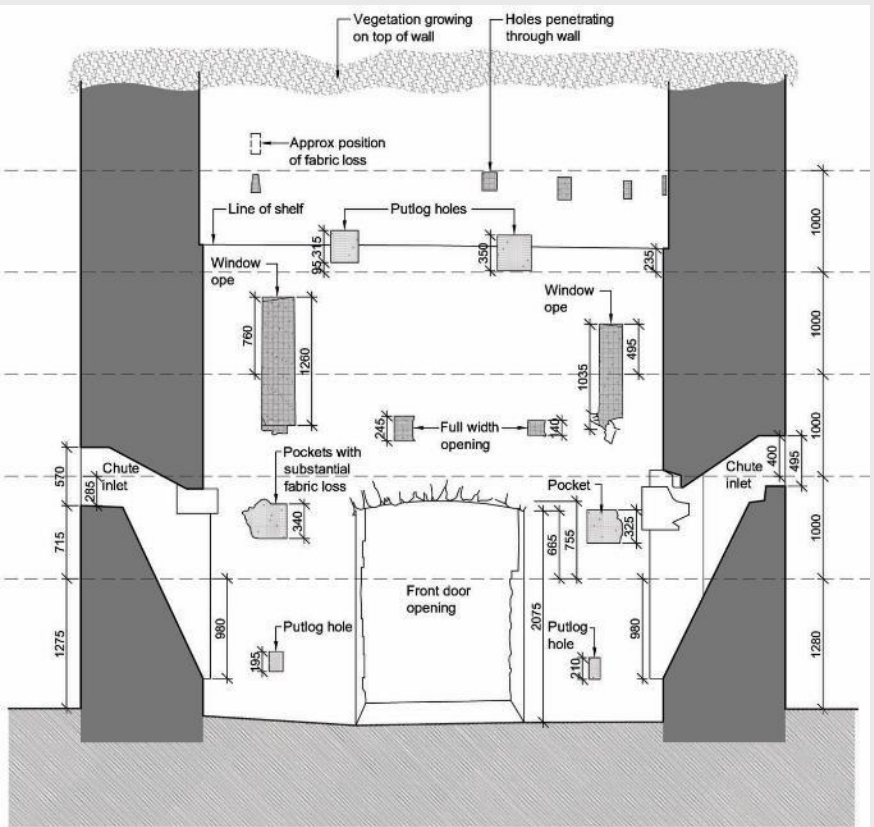 Vegetation growing
on top of wall
Holes penetrating
through wall
Approx position
of fabric loss
Line of shelf
Putlog holes
1000
315
95
350
235
Window
ope
Window
ope
760
1260
1035
495
1000
245
Full width
opening
140
1000
400
495
570
285
Chute
inlet
Pockets with
substantial
fabric loss
Pocket
Chute
inlet
340
325
755
665
1000
715
Front door
opening
2075
980
980
1275
1280
Putlog hole
195
Putlog
hole
210